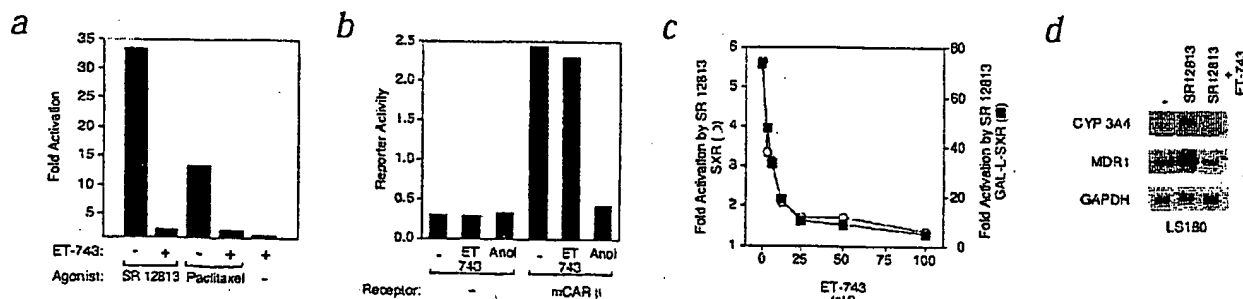 a
Fold Activation
35
30
25
20
15
10
5
ET-743: - + - + +
Agonist: SR 12813 Paclitaxel -
b
Reporter Activity
2.5
2.0
1.5
1.0
0.5
0.0
- ET 743 Anol - ET 743 Anol
Receptor: - mCAR β
c
Fold Activation by SR 12813
SXR
6
5
4
3
2
1
80
60
40
20
0
Fold Activation by SR 12813
GAL-L-SXR (■)
0 25 50 75 100
ET-743
d
-
SR12813
SR12813
+
ET-743
CYP 3A4
MDR1
GAPDH
LS180